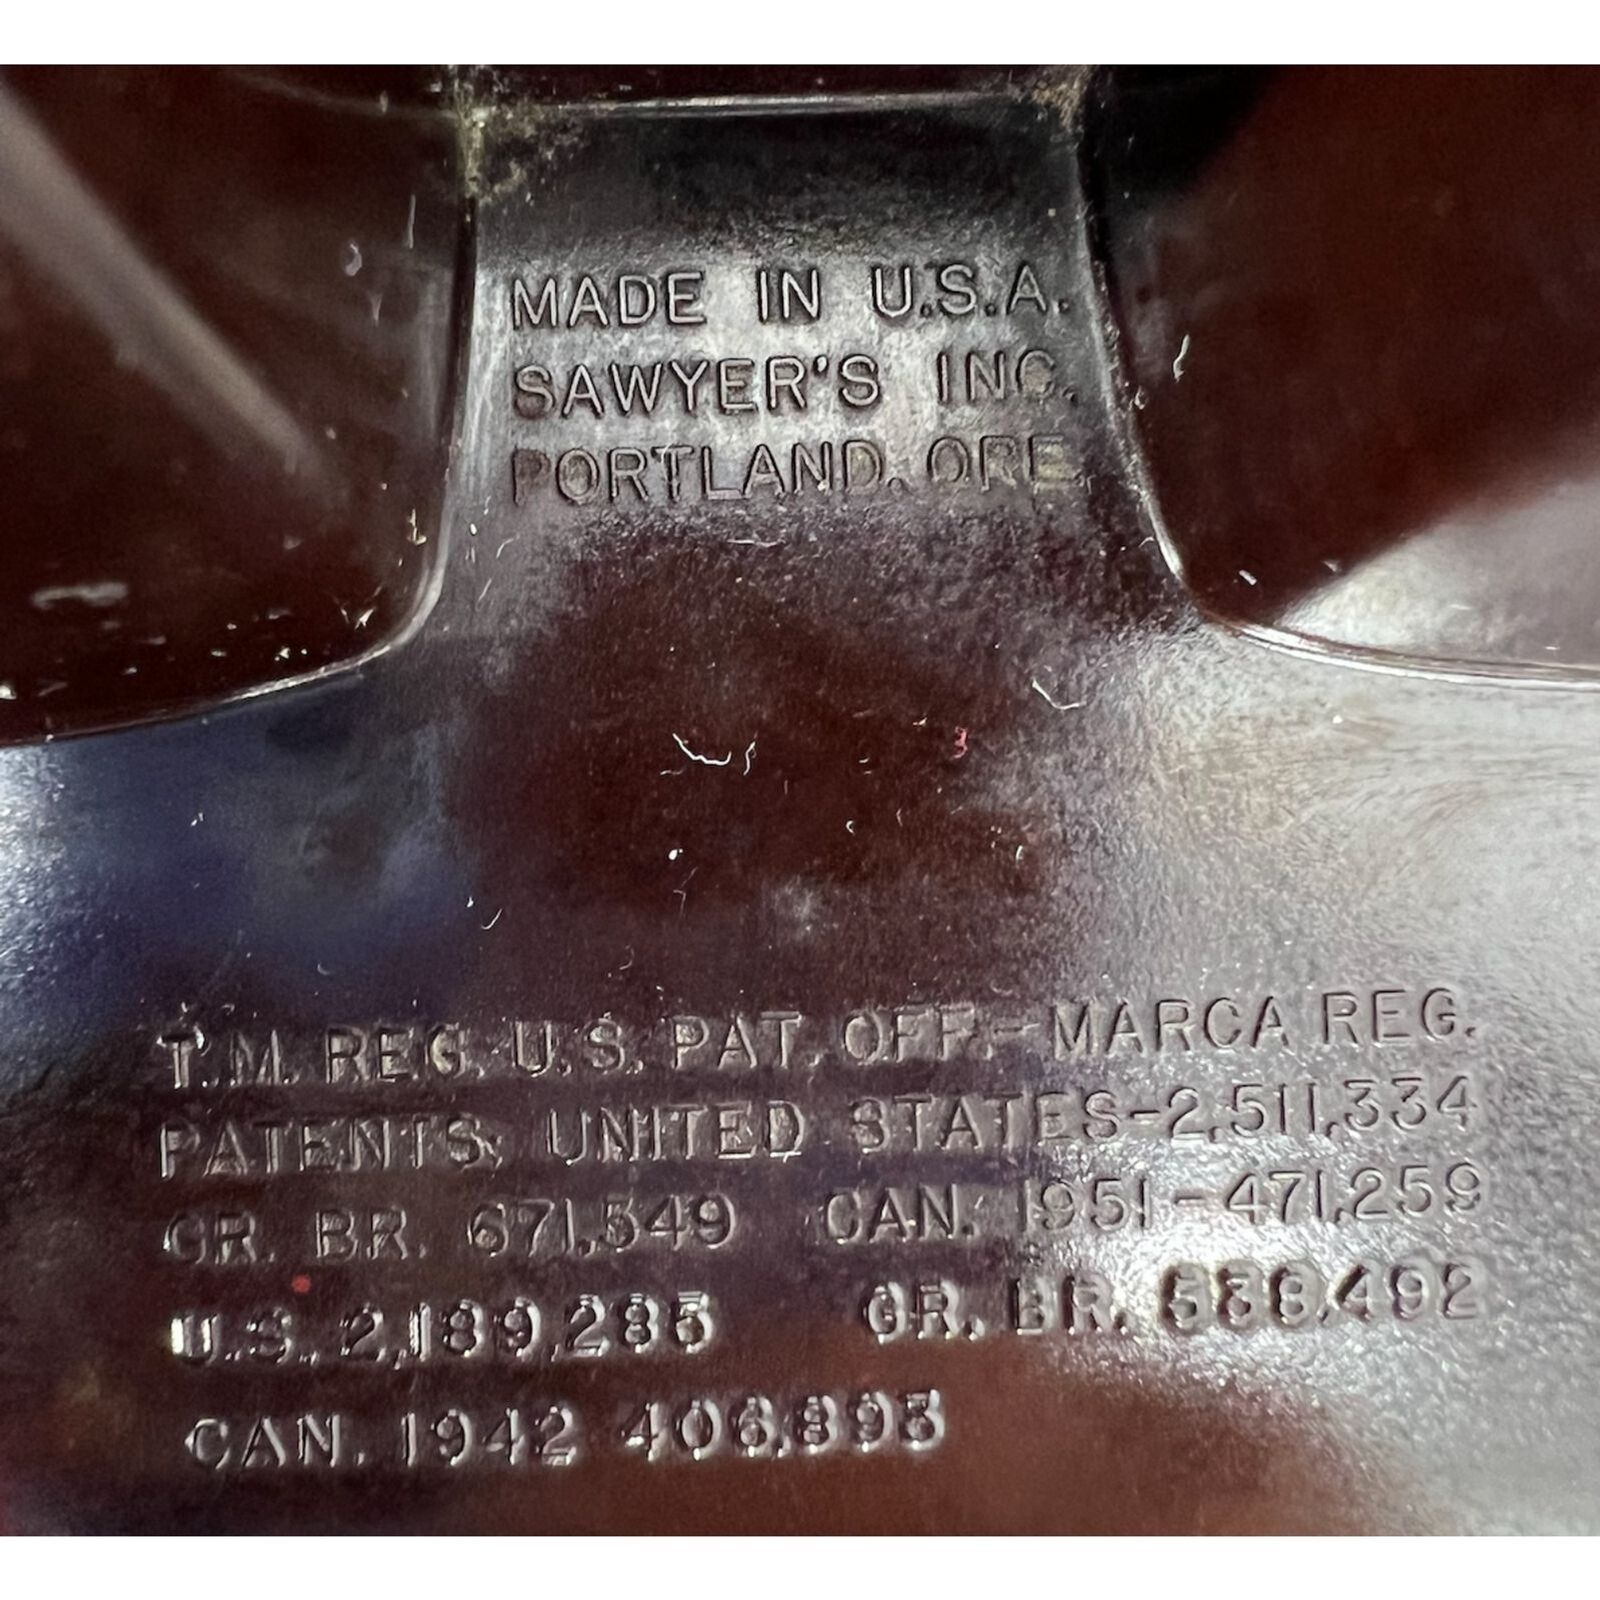 MADE IN U.S.A.
SAWYER'S INC.
PORTLAND, ORE.
T.M. REG. U.S. PAT. OFF.-MARCA REG.
PATENTS, UNITED STATES-2,511,334
GR. BR. 671,549 CAN. 1951-471,259
U.S. 2,189,285 GR. BR. 538,492
CAN. 1942 406,893